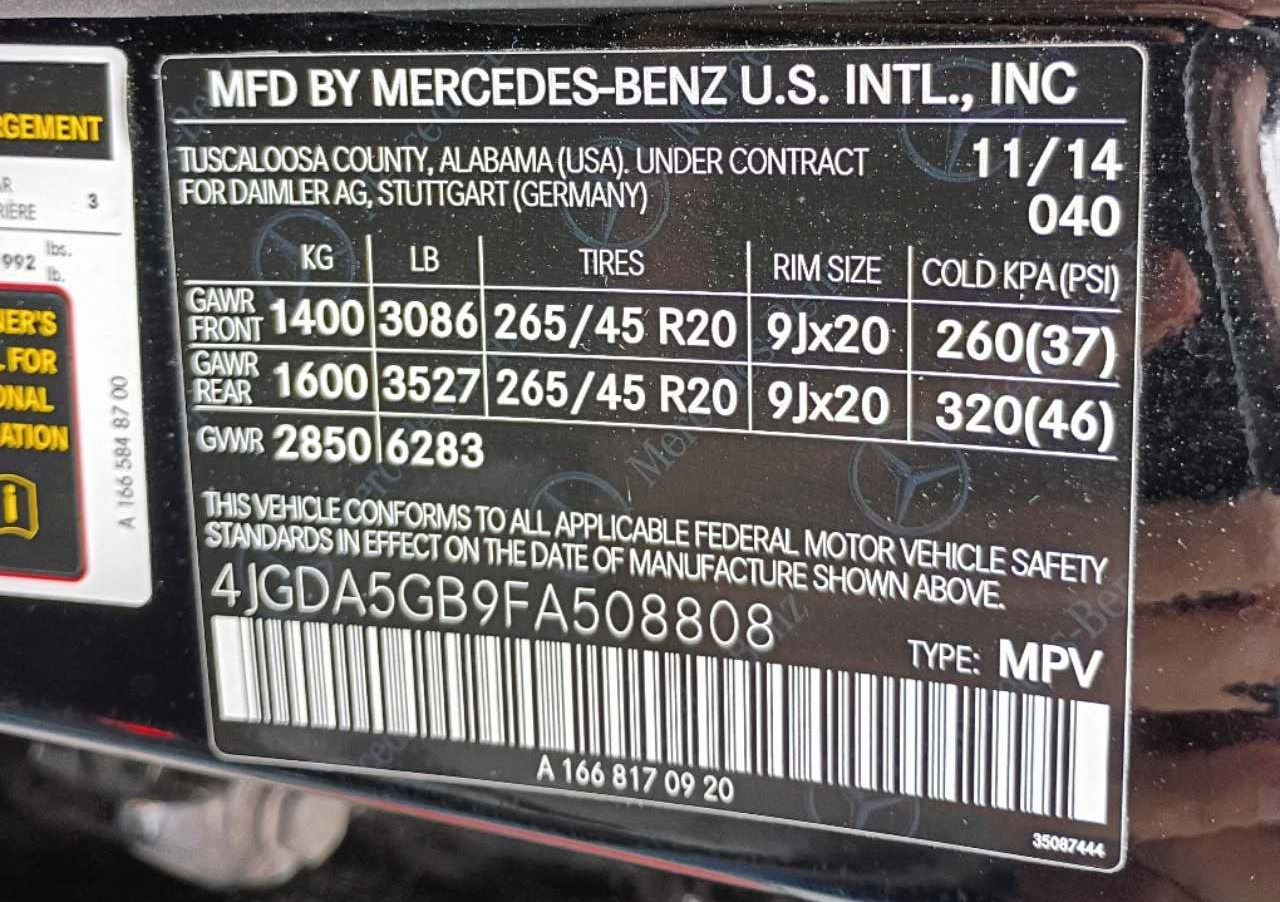 RGEMENT
3
992 lbs.
lb.
L FOR
A 166 584 87 00
MFD BY MERCEDES-BENZ U.S. INTL., INC
TUSCALOOSA COUNTY, ALABAMA (USA). UNDER CONTRACT
FOR DAIMLER AG, STUTTGART (GERMANY)
11/14
040
KG LB TIRES RIM SIZE COLD KPA (PSI)
GAWR FRONT 1400 3086 265/45 R20 9Jx20 260(37)
GAWR REAR 1600 3527 265/45 R20 9Jx20 320(46)
GVWR 2850 6283
THIS VEHICLE CONFORMS TO ALL APPLICABLE FEDERAL MOTOR VEHICLE SAFETY
STANDARDS IN EFFECT ON THE DATE OF MANUFACTURE SHOWN ABOVE.
4JGDA5GB9FA508808
TYPE: MPV
A 166 817 09 20
35087444